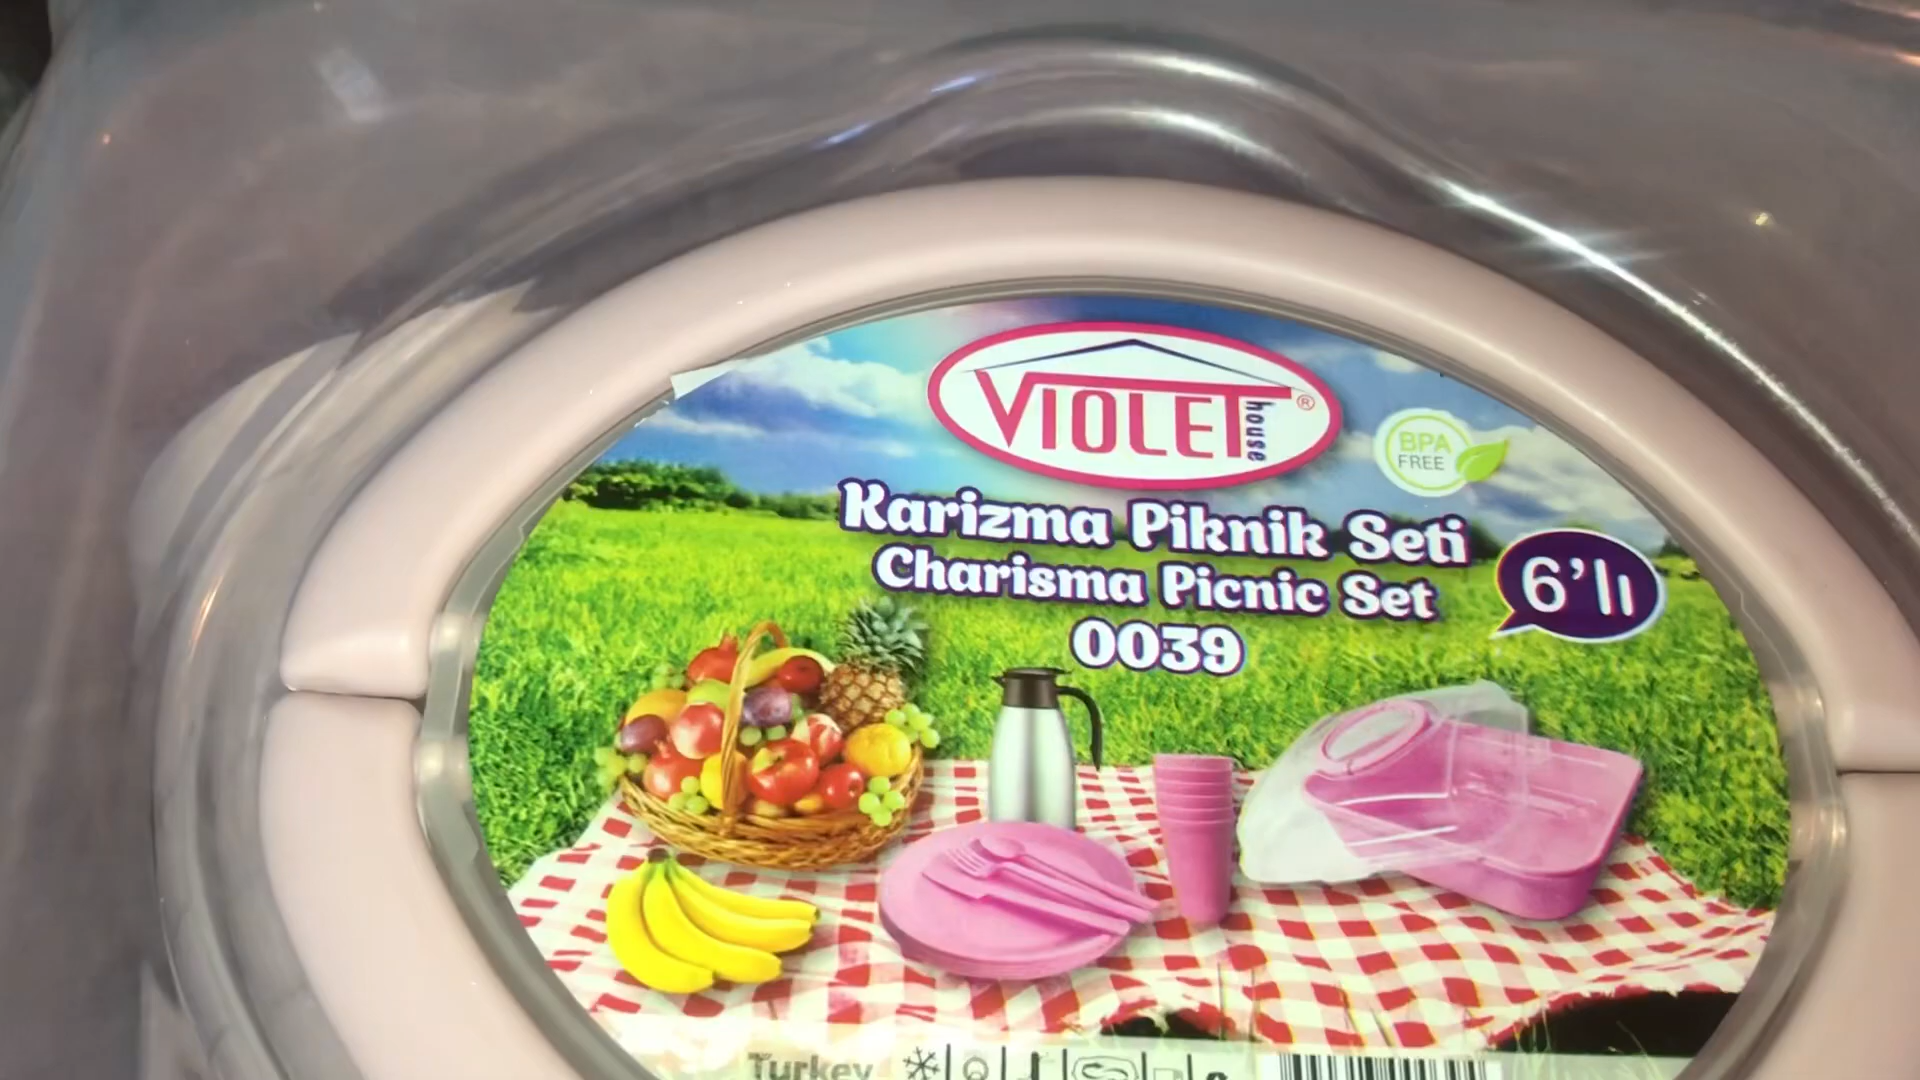 VIOLET house ®
BPA
FREE
Karizma Piknik Seti
Charisma Picnic Set
0039
6'lı
Turkey